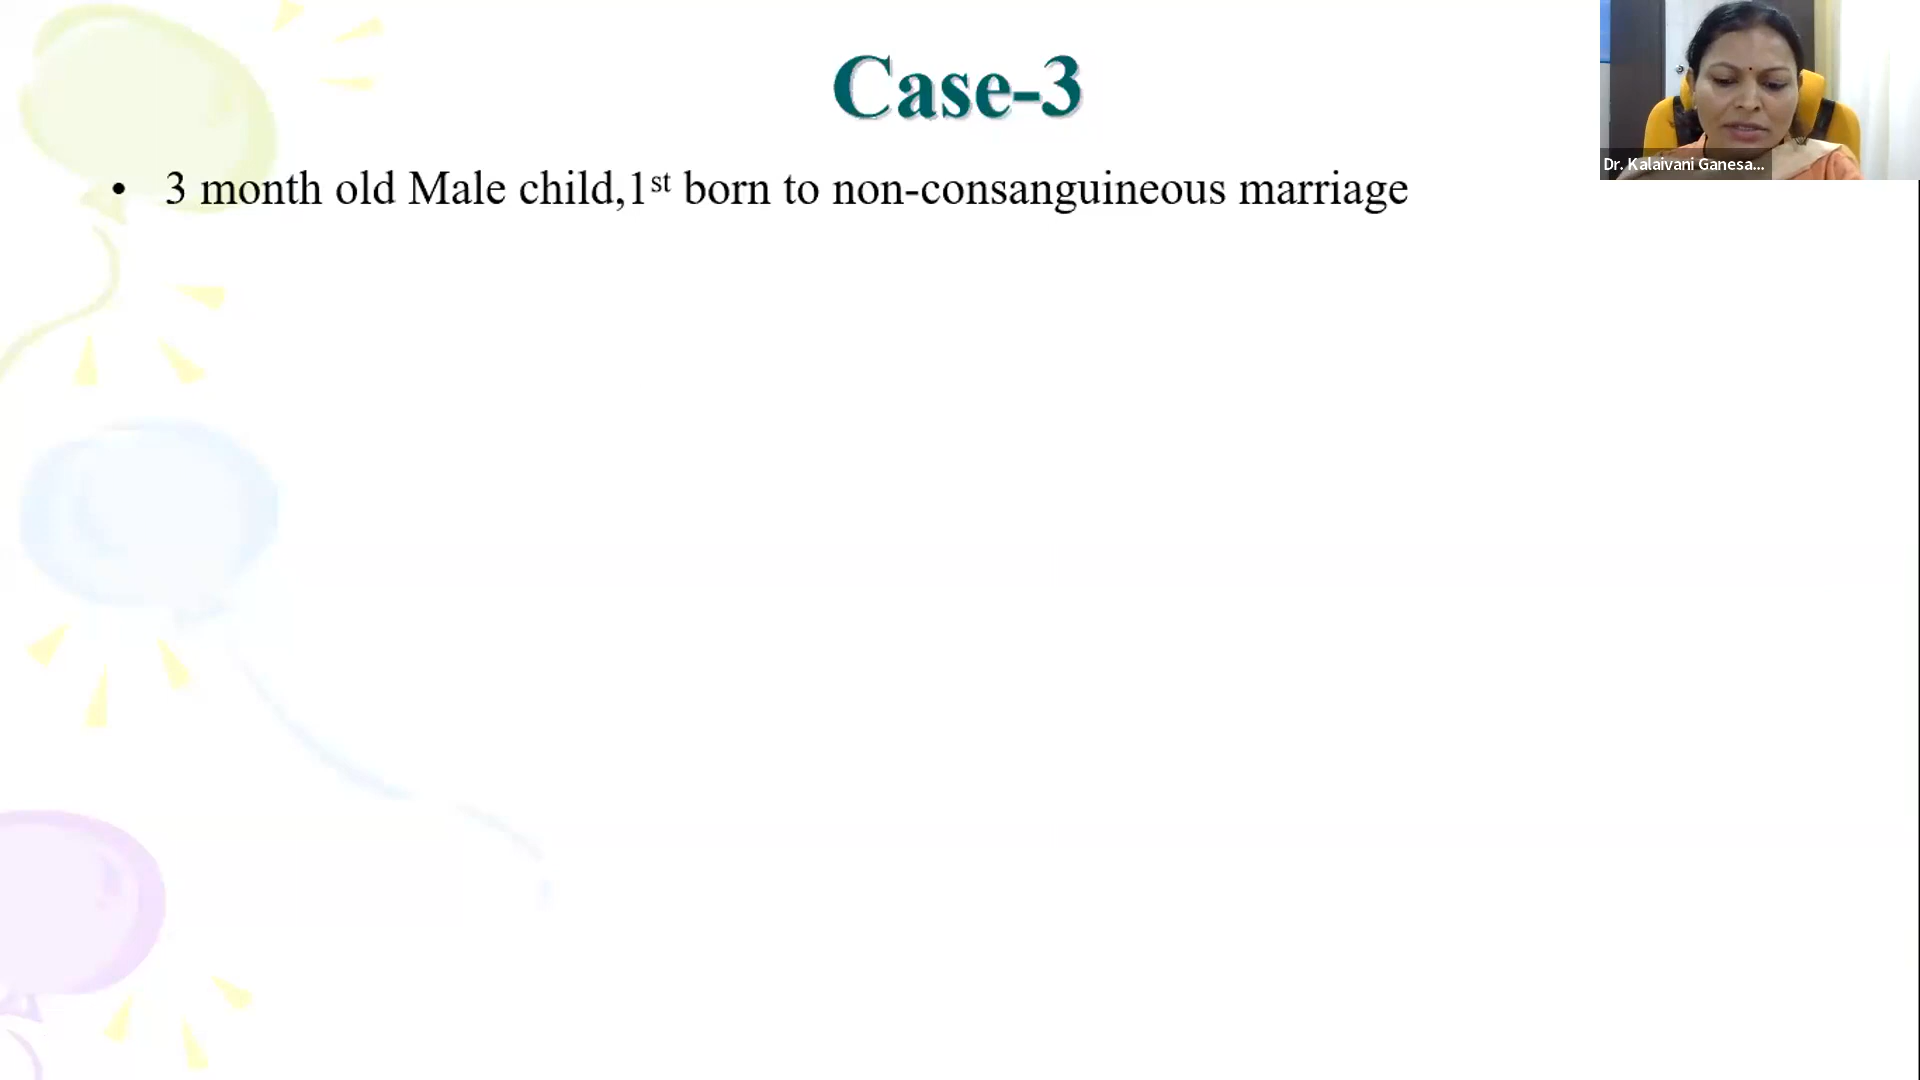 Case-3
• 3 month old Male child,1st born to non-consanguineous marriage
Dr. Kalaivani Ganesa...